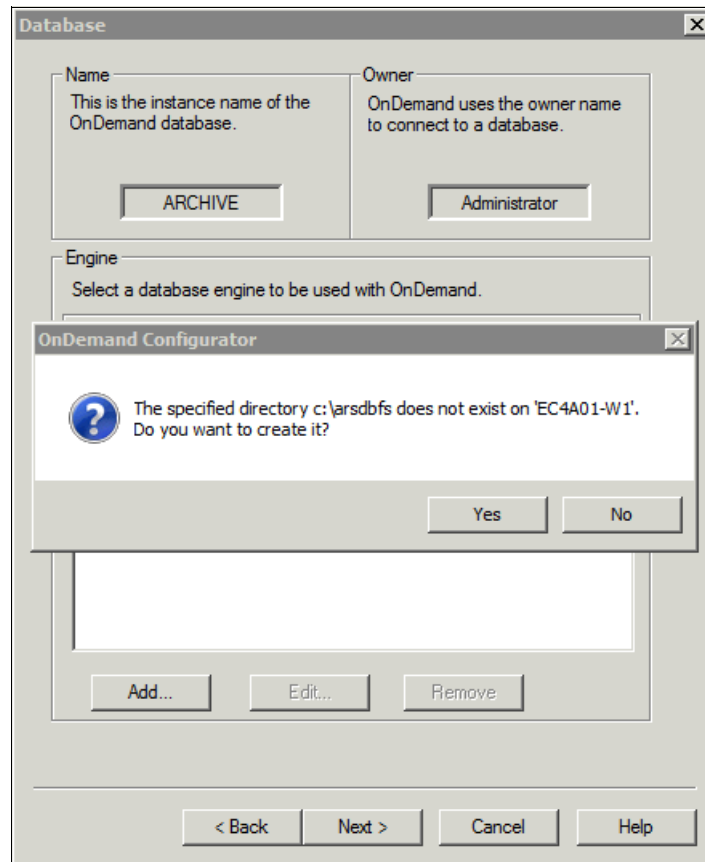 Database
Name
This is the instance name of the
OnDemand database.
ARCHIVE
Owner
OnDemand uses the owner name
to connect to a database.
Administrator
Engine
Select a database engine to be used with OnDemand.
OnDemand Configurator
The specified directory c:\arsdbfs does not exist on 'EC4A01-W1'.
Do you want to create it?
Yes
No
Add...
Edit...
Remove
< Back
Next >
Cancel
Help